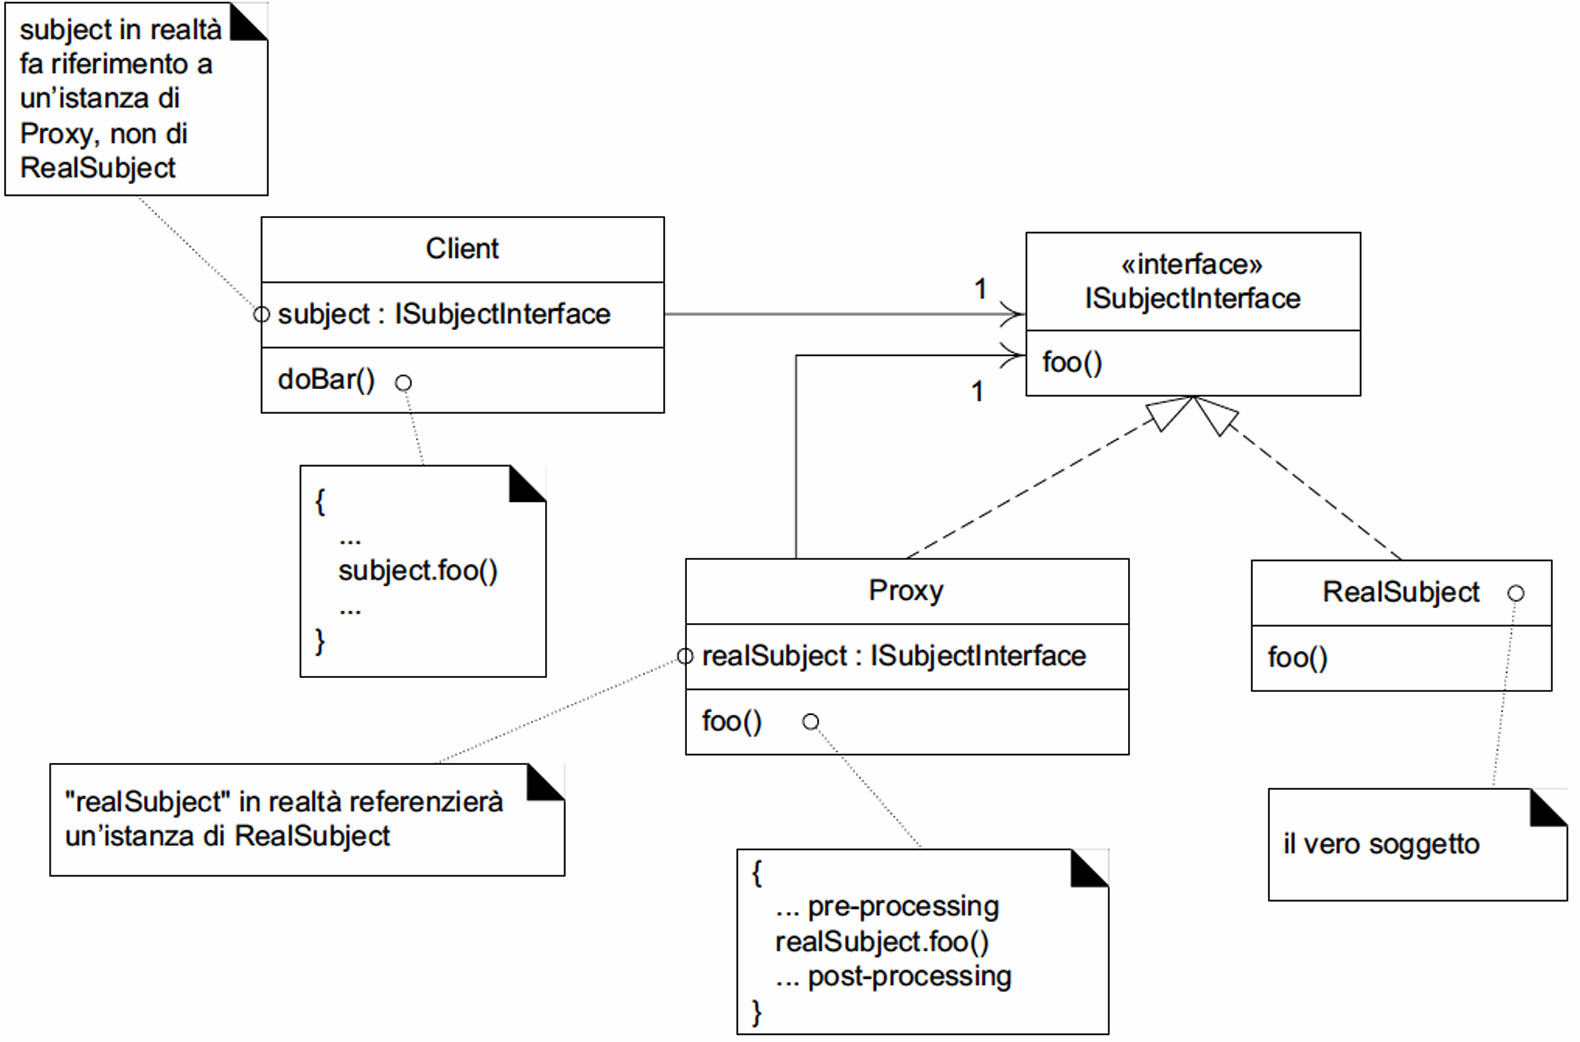 subject in realtà
fa riferimento a
un’istanza di
Proxy, non di
RealSubject
Client
subject : ISubjectInterface
doBar()
1
1
«interface»
ISubjectInterface
foo()
{
...
subject.foo()
...
}
Proxy
realSubject : ISubjectInterface
foo()
RealSubject
foo()
"realSubject" in realtà referenzierà
un’istanza di RealSubject
{
... pre-processing
realSubject.foo()
... post-processing
}
il vero soggetto